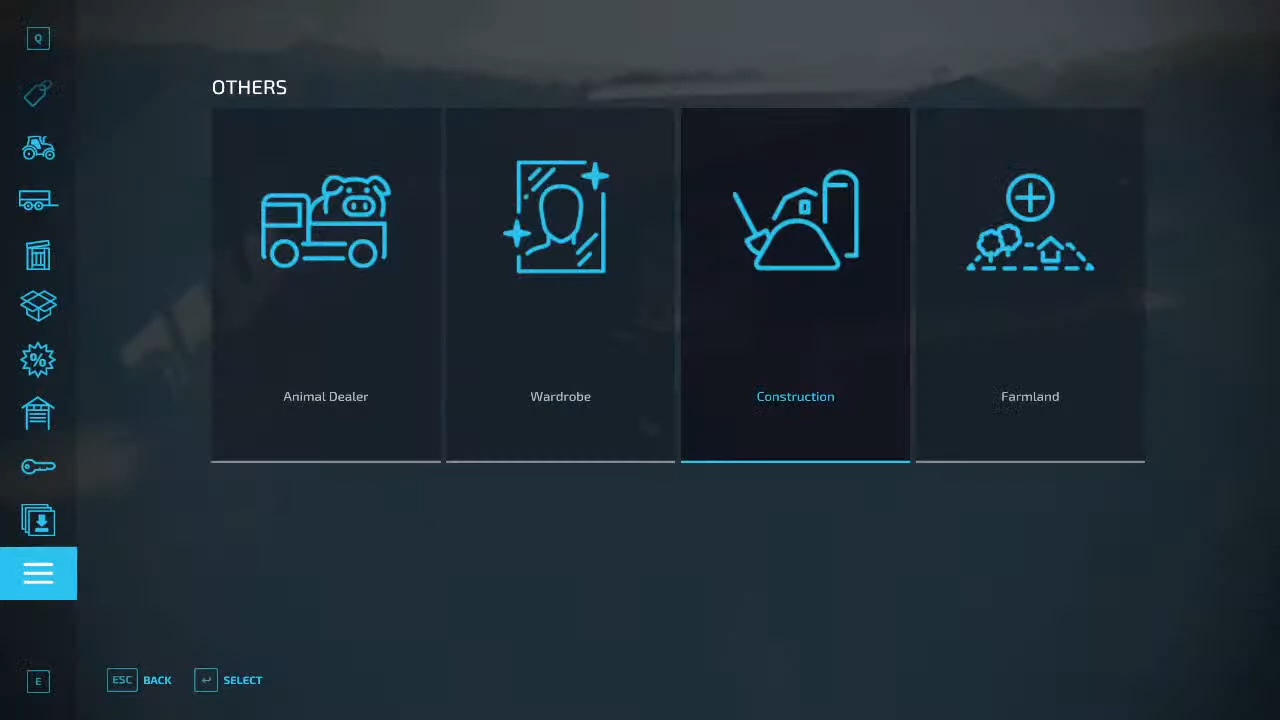 Q
OTHERS
Animal Dealer
Wardrobe
Construction
Farmland
%
E
ESC BACK
SELECT